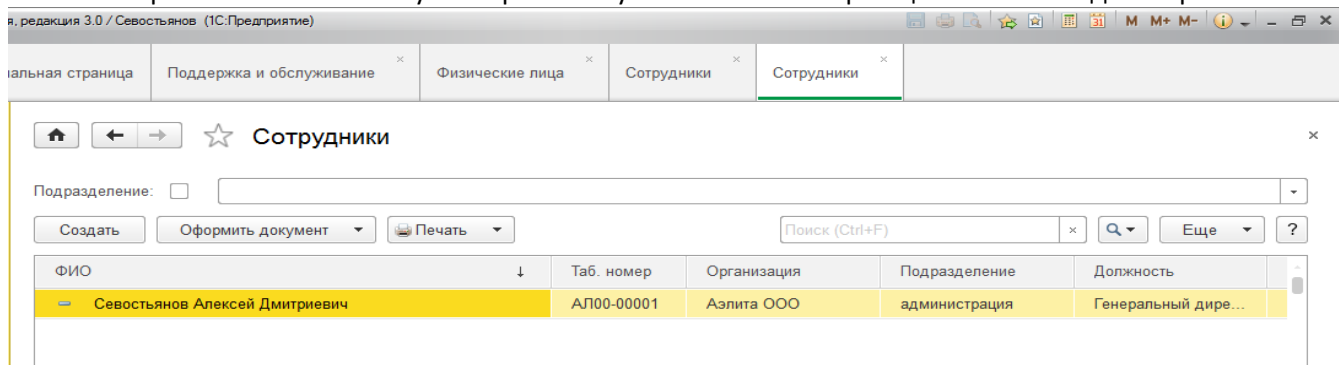 я, редакция 3.0 / Севостьянов (1С:Предприятие) M M+ M-
альная страница Поддержка и обслуживание Физические лица Сотрудники Сотрудники
Сотрудники
Подразделение:
Создать Оформить документ Печать Поиск (Ctrl+F) Еще ?
ФИО ↓ Таб. номер Организация Подразделение Должность
Севостьянов Алексей Дмитриевич АЛ00-00001 Аэлита ООО администрация Генеральный дире...